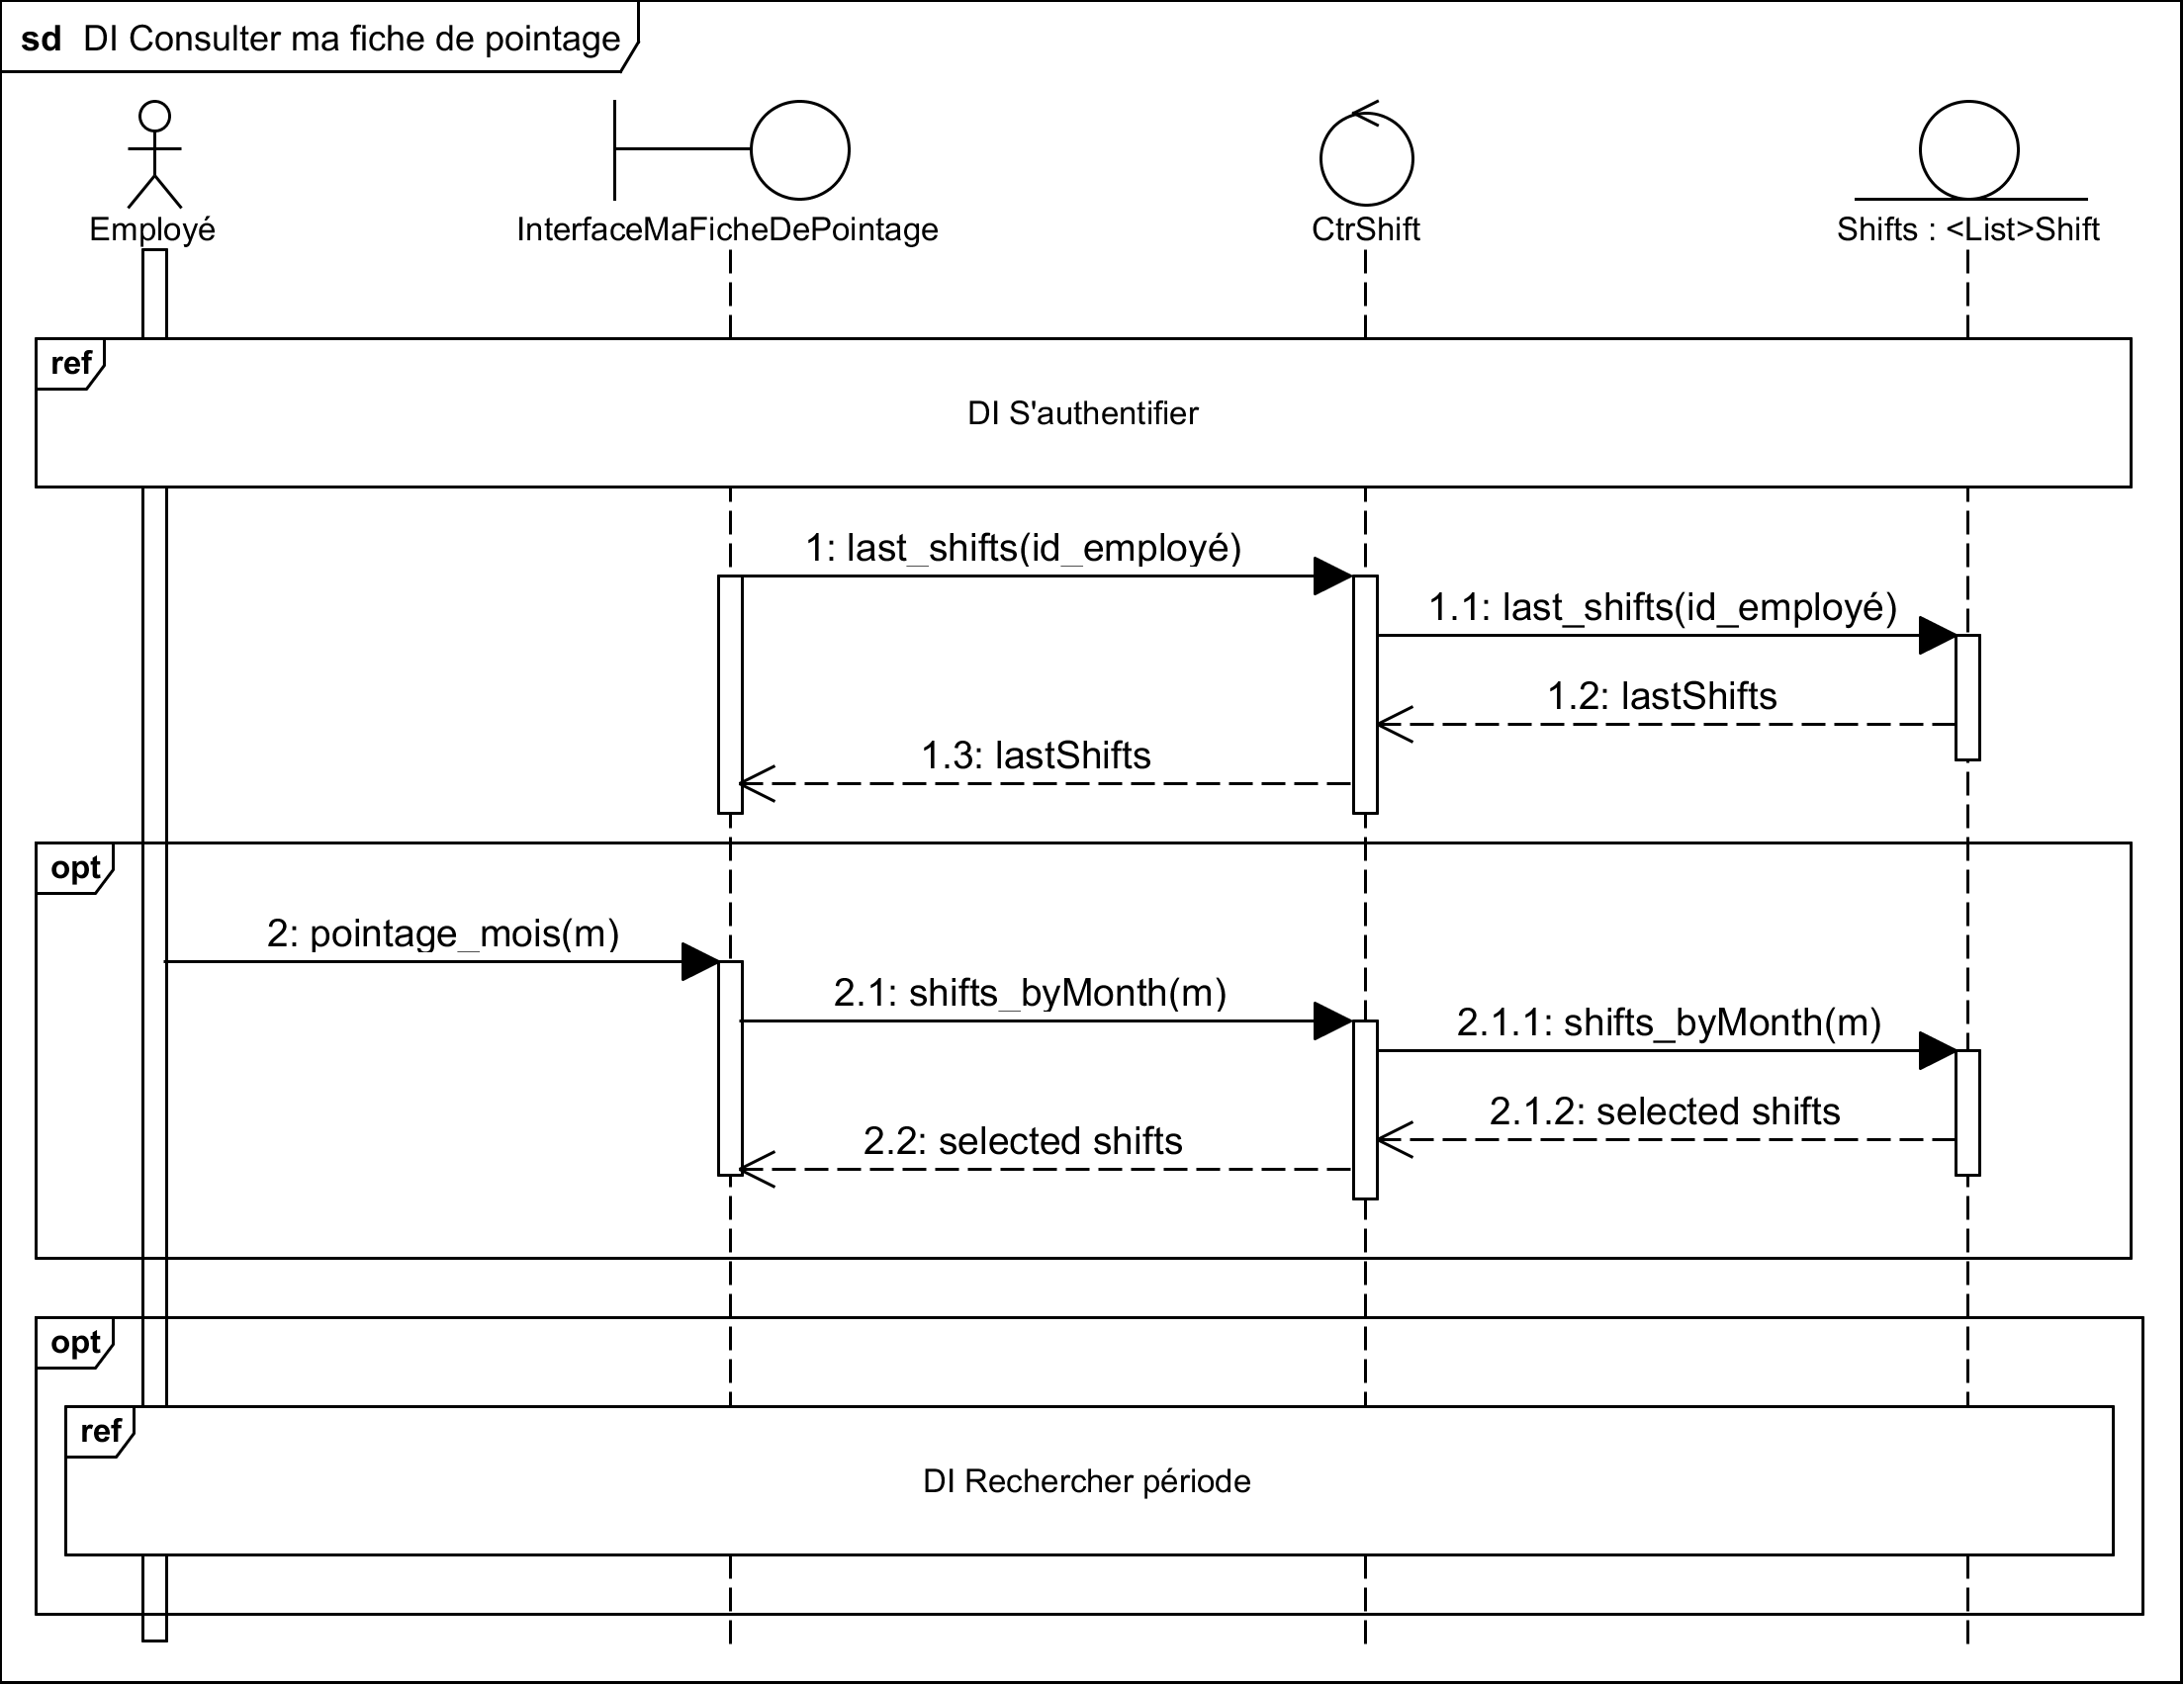 sd DI Consulter ma fiche de pointage
Employé
InterfaceMaFicheDePointage
CtrShift
Shifts : <List>Shift
ref
DI S'authentifier
1: last_shifts(id_employé)
1.1: last_shifts(id_employé)
1.2: lastShifts
1.3: lastShifts
opt
2: pointage_mois(m)
2.1: shifts_byMonth(m)
2.1.1: shifts_byMonth(m)
2.1.2: selected shifts
2.2: selected shifts
opt
ref
DI Rechercher période